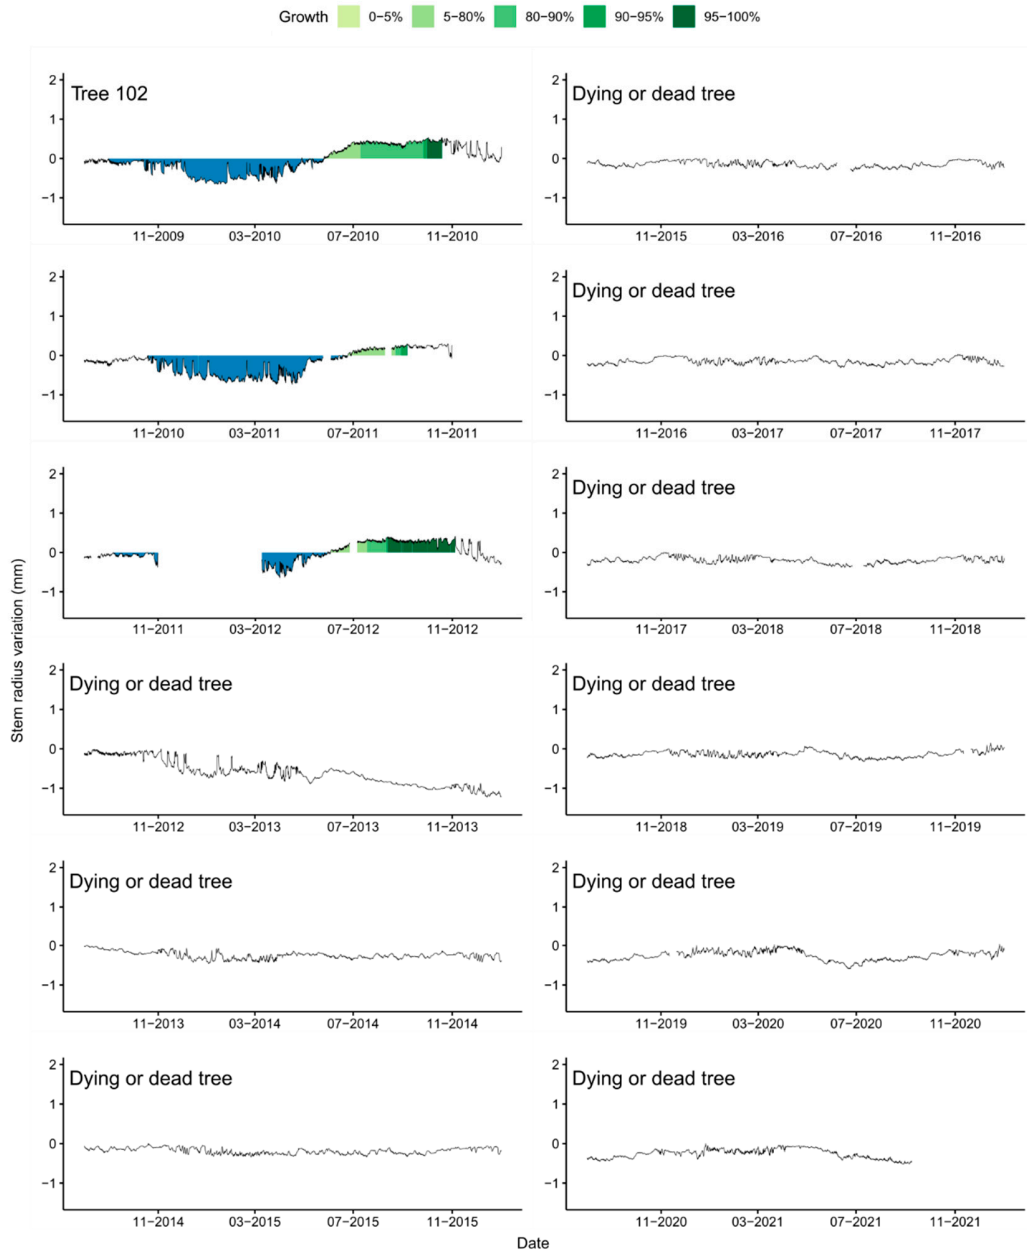 Growth 0−5% 5−80% 80−90% 90−95% 95−100%
Stem radius variation (mm)
Tree 102
2
1
0
−1
11−2009 03−2010 07−2010 11−2010
Dying or dead tree
2
1
0
−1
11−2015 03−2016 07−2016 11−2016
2
1
0
−1
11−2010 03−2011 07−2011 11−2011
Dying or dead tree
2
1
0
−1
11−2016 03−2017 07−2017 11−2017
2
1
0
−1
11−2011 03−2012 07−2012 11−2012
Dying or dead tree
2
1
0
−1
11−2017 03−2018 07−2018 11−2018
Dying or dead tree
2
1
0
−1
11−2012 03−2013 07−2013 11−2013
Dying or dead tree
2
1
0
−1
11−2018 03−2019 07−2019 11−2019
Dying or dead tree
2
1
0
−1
11−2013 03−2014 07−2014 11−2014
Dying or dead tree
2
1
0
−1
11−2019 03−2020 07−2020 11−2020
Dying or dead tree
2
1
0
−1
11−2014 03−2015 07−2015 11−2015
Dying or dead tree
2
1
0
−1
11−2020 03−2021 07−2021 11−2021
Date